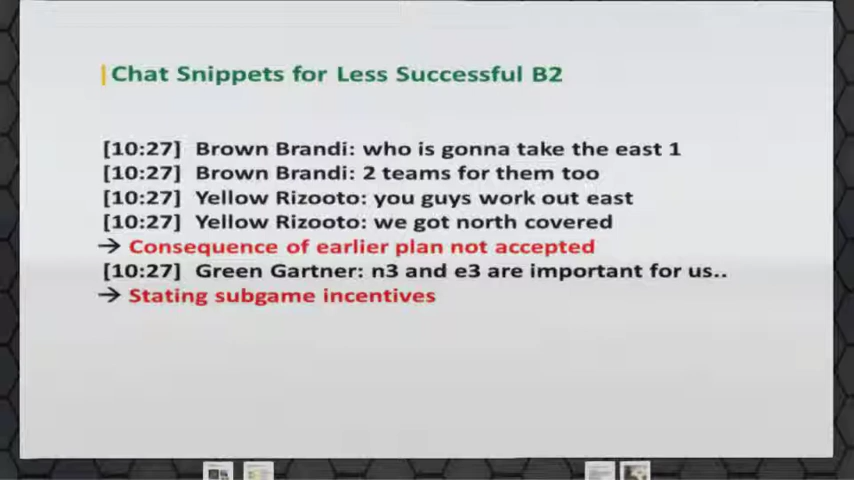 Chat Snippets for Less Successful B2
[10:27] Brown Brandi: who is gonna take the east 1
[10:27] Brown Brandi: 2 teams for them too
[10:27] Yellow Rizooto: you guys work out east
[10:27] Yellow Rizooto: we got north covered
→ Consequence of earlier plan not accepted
[10:27] Green Gartner: n3 and e3 are important for us..
→ Stating subgame incentives